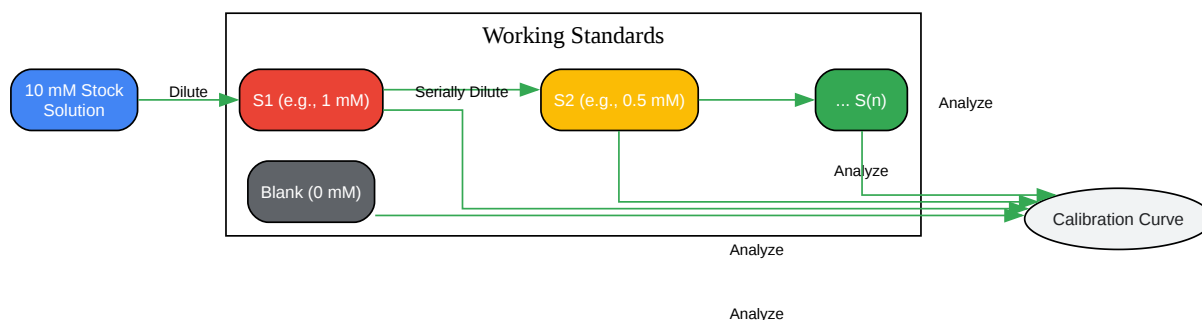 Working Standards
10 mM Stock
Solution
Dilute
S1 (e.g., 1 mM)
Serially Dilute
S2 (e.g., 0.5 mM)
... S(n)
Analyze
Analyze
Blank (0 mM)
Calibration Curve
Analyze
Analyze